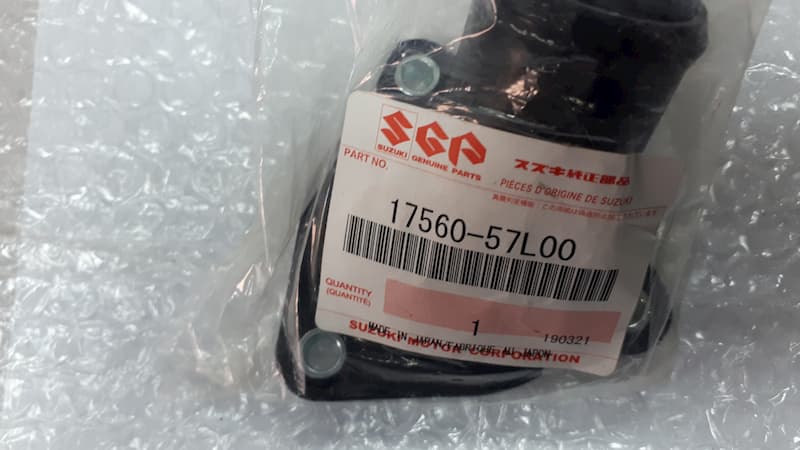 SGP
SUZUKI GENUINE PARTS
スズキ純正部品
PIÈCES D'ORIGINE DE SUZUKI
PART NO.
17560-57L00
QUANTITY
(QUANTITÉ)
1
190321
MADE IN JAPAN/FABRIQUE AU JAPON
SUZUKI MOTOR CORPORATION